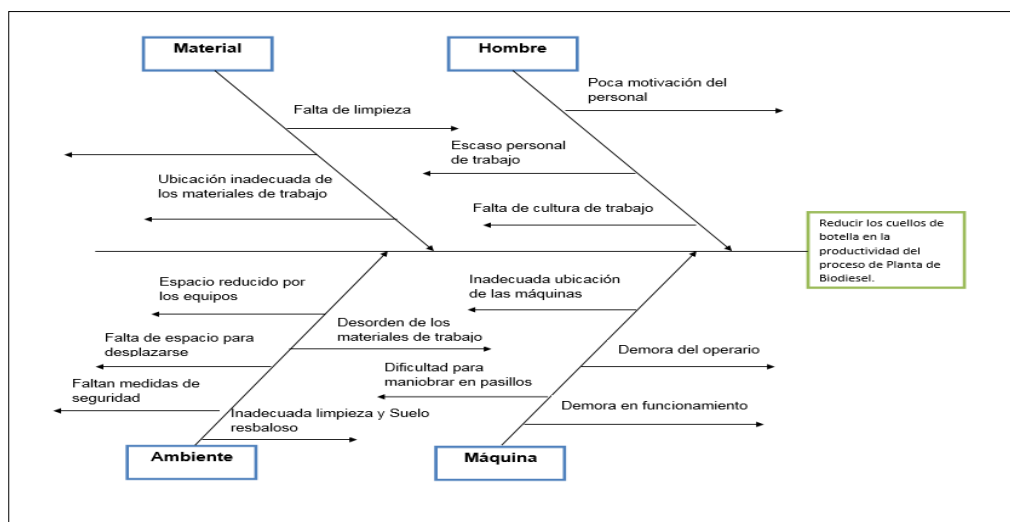 Material
Hombre
Poca motivación del
personal
Falta de limpieza
Escaso personal
de trabajo
Ubicación inadecuada de
los materiales de trabajo
Falta de cultura de trabajo
Reducir los cuellos de
botella en la
productividad del
proceso de Planta de
Biodiesel.
Espacio reducido por
los equipos
Inadecuada ubicación
de las máquinas
Desorden de los
materiales de trabajo
Falta de espacio para
desplazarse
Demora del operario
Dificultad para
maniobrar en pasillos
Faltan medidas de
seguridad
Demora en funcionamiento
Inadecuada limpieza y Suelo
resbaloso
Ambiente
Máquina